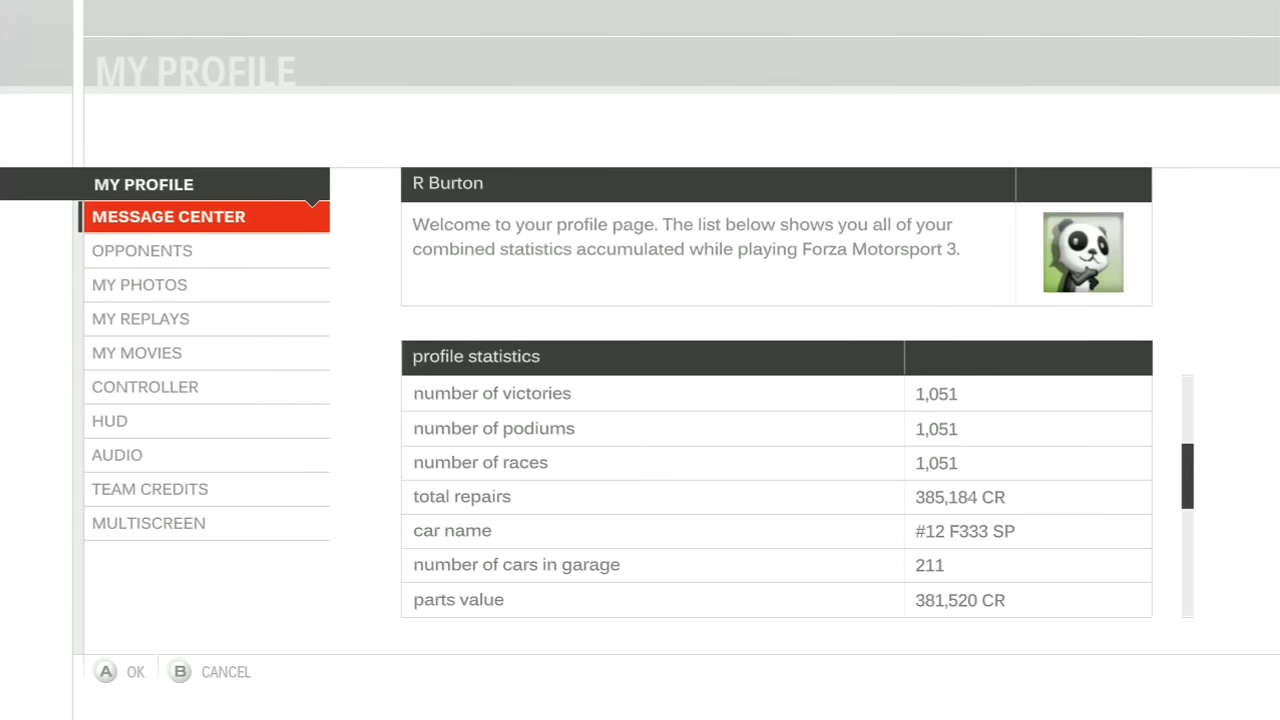 MY PROFILE
MY PROFILE
MESSAGE CENTER
OPPONENTS
MY PHOTOS
MY REPLAYS
MY MOVIES
CONTROLLER
HUD
AUDIO
TEAM CREDITS
MULTISCREEN
R Burton
Welcome to your profile page. The list below shows you all of your
combined statistics accumulated while playing Forza Motorsport 3.
profile statistics
number of victories 1,051
number of podiums 1,051
number of races 1,051
total repairs 385,184 CR
car name #12 F333 SP
number of cars in garage 211
parts value 381,520 CR
A OK B CANCEL